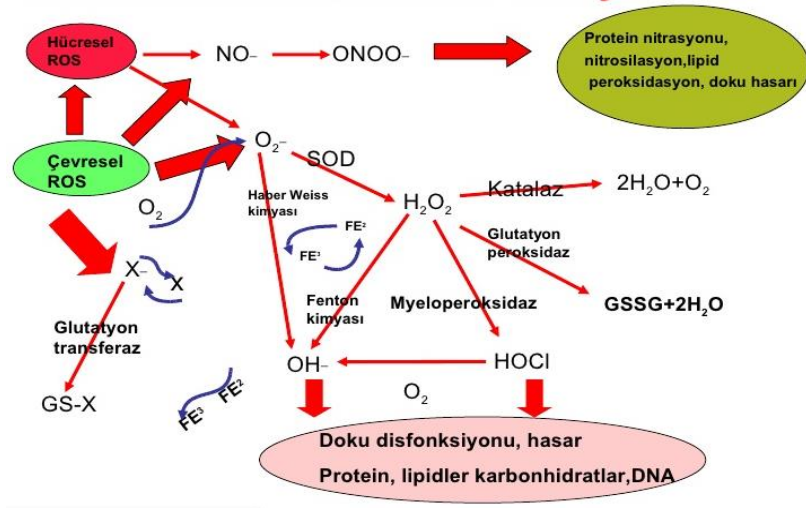 Hücresel
ROS
NO–
ONOO–
Protein nitrasyonu,
nitrosilasyon,lipid
peroksidasyon, doku hasarı
Çevresel
ROS
O₂–
SOD
Katalaz
2H₂O+O₂
O₂
Haber Weiss
kimyası
H₂O₂
FE²
FE³
Glutatyon
peroksidaz
X–
X
Fenton
kimyası
Myeloperoksidaz
GSSG+2H₂O
Glutatyon
transferaz
OH–
HOCl
GS-X
FE³
FE²
O₂
Doku disfonksiyonu, hasar
Protein, lipidler karbonhidratlar,DNA